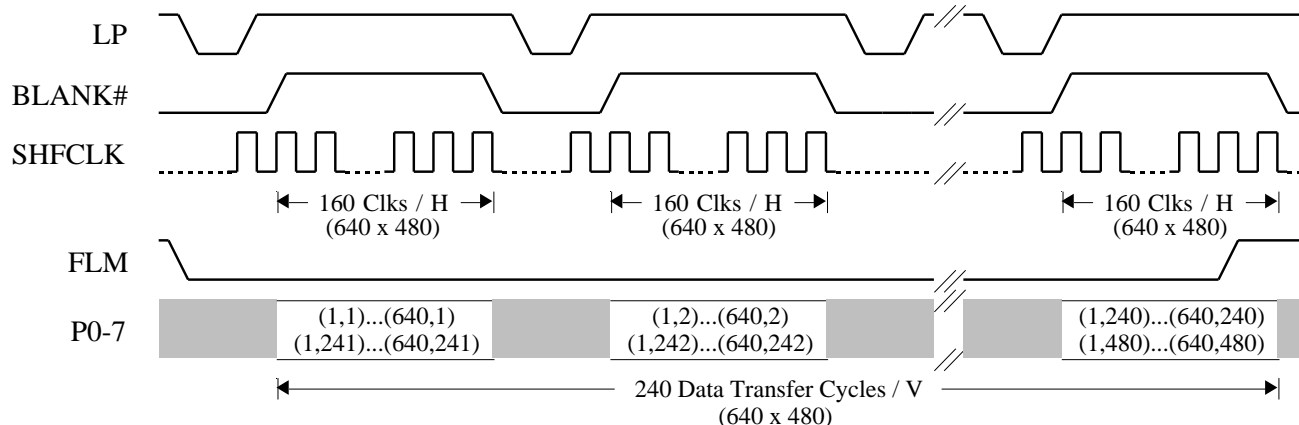 LP
BLANK#
SHFCLK
160 Clks / H
(640 x 480)
160 Clks / H
(640 x 480)
160 Clks / H
(640 x 480)
FLM
P0-7
(1,1)...(640,1)
(1,241)...(640,241)
(1,2)...(640,2)
(1,242)...(640,242)
(1,240)...(640,240)
(1,480)...(640,480)
240 Data Transfer Cycles / V
(640 x 480)